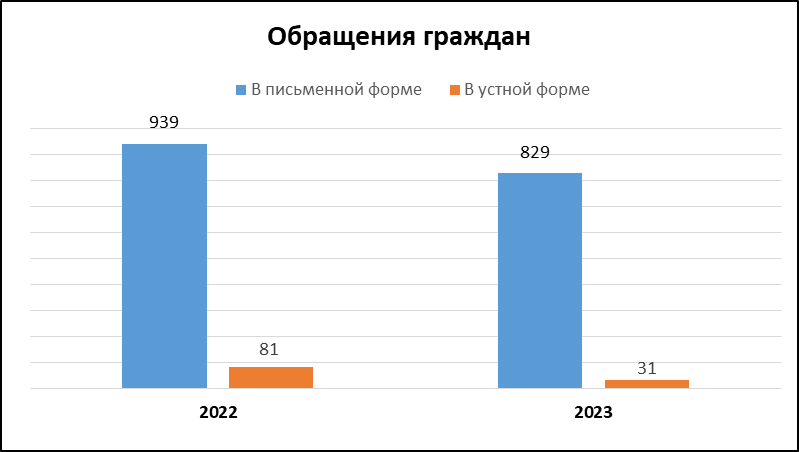 Обращения граждан
В письменной форме В устной форме
939
829
81
31
2022 2023